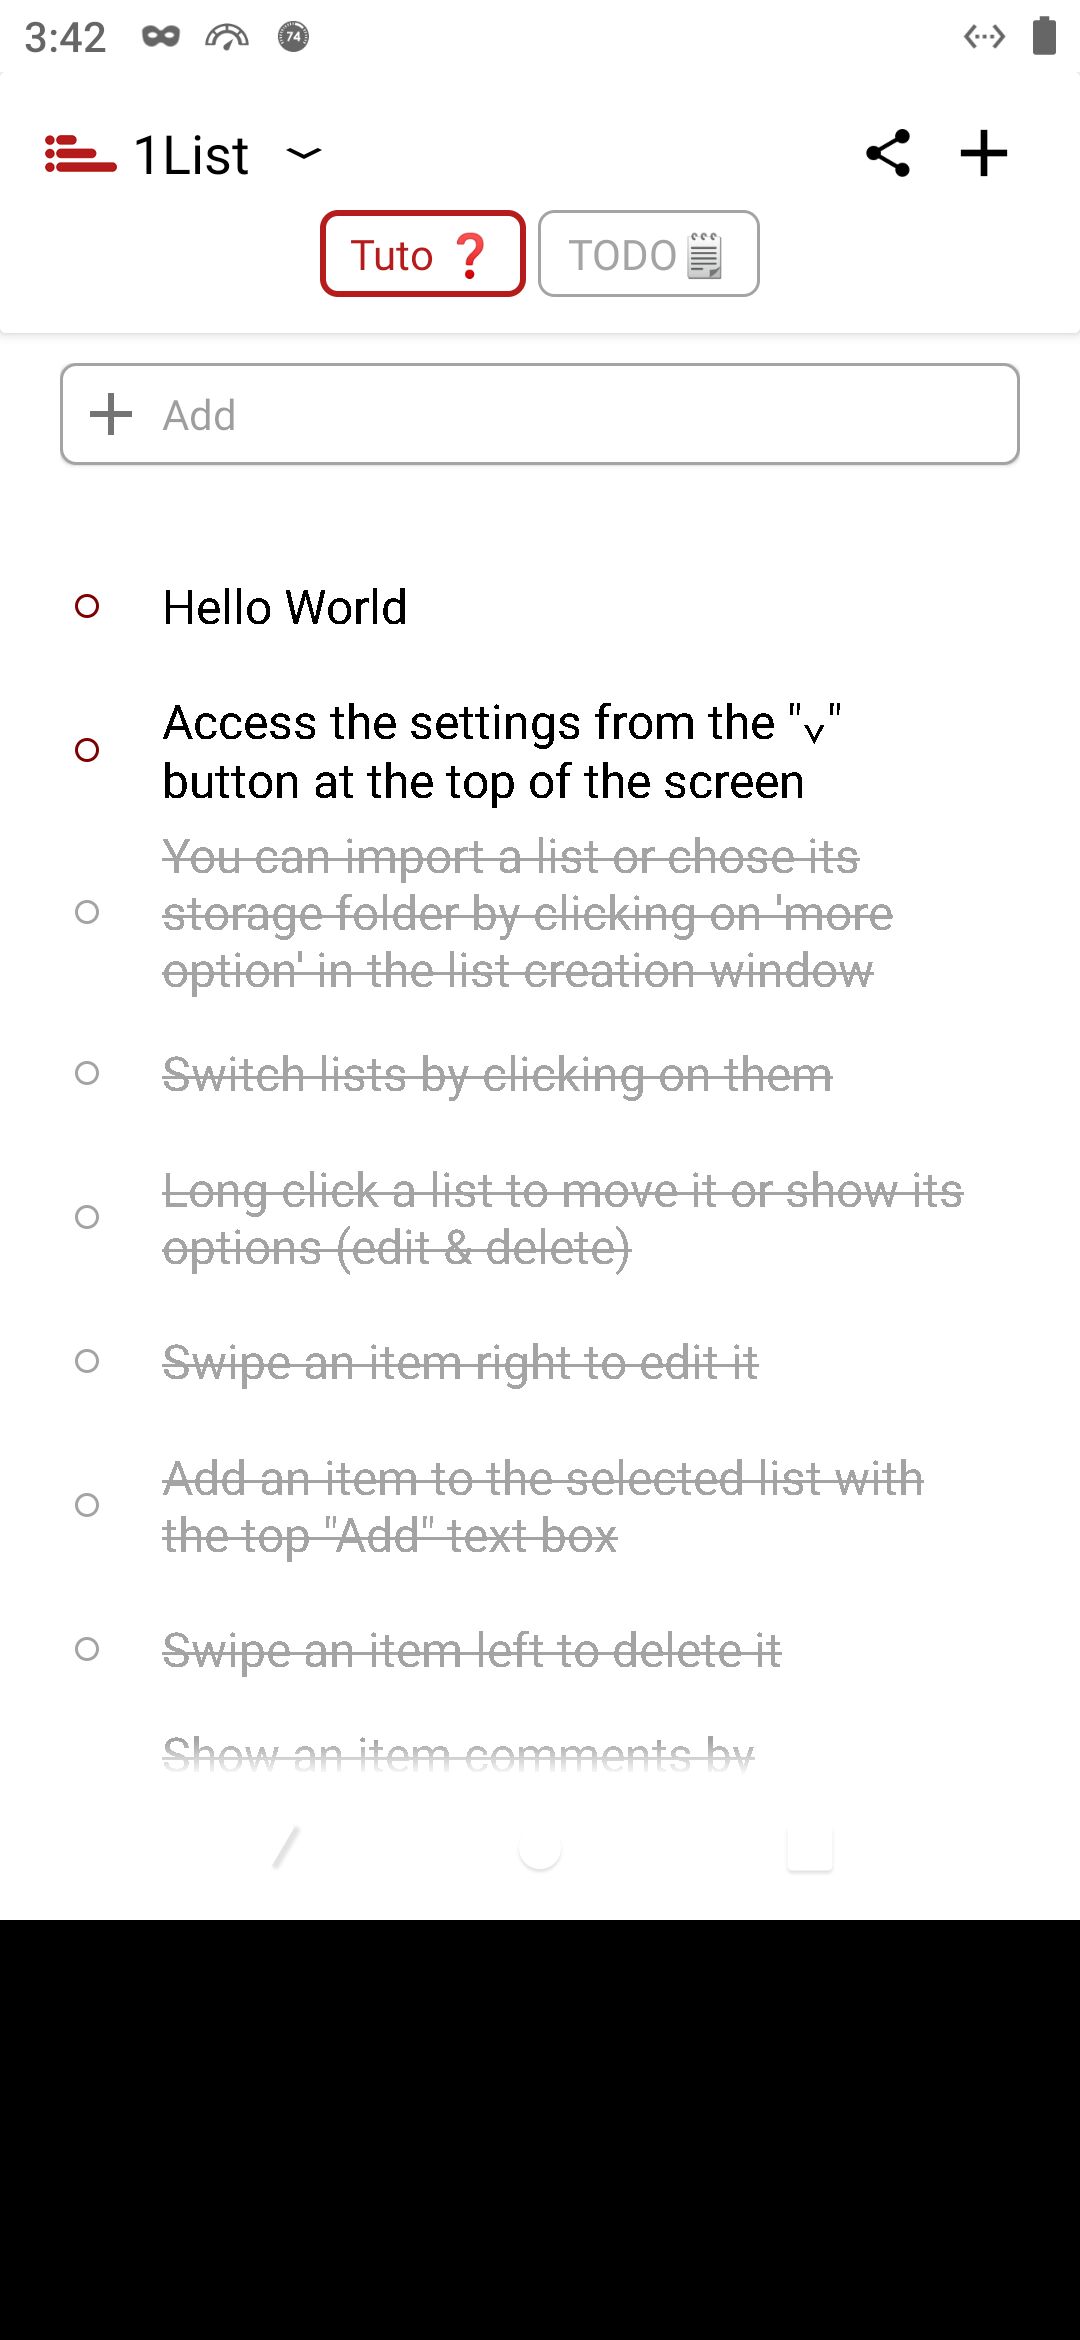 3:42
74
1List
Tuto ❓
TODO🗒
Add
Hello World
Access the settings from the "˅"
button at the top of the screen
You can import a list or chose its
storage folder by clicking on 'more
option' in the list creation window
Switch lists by clicking on them
Long click a list to move it or show its
options (edit & delete)
Swipe an item right to edit it
Add an item to the selected list with
the top "Add" text box
Swipe an item left to delete it
Show an item comments by